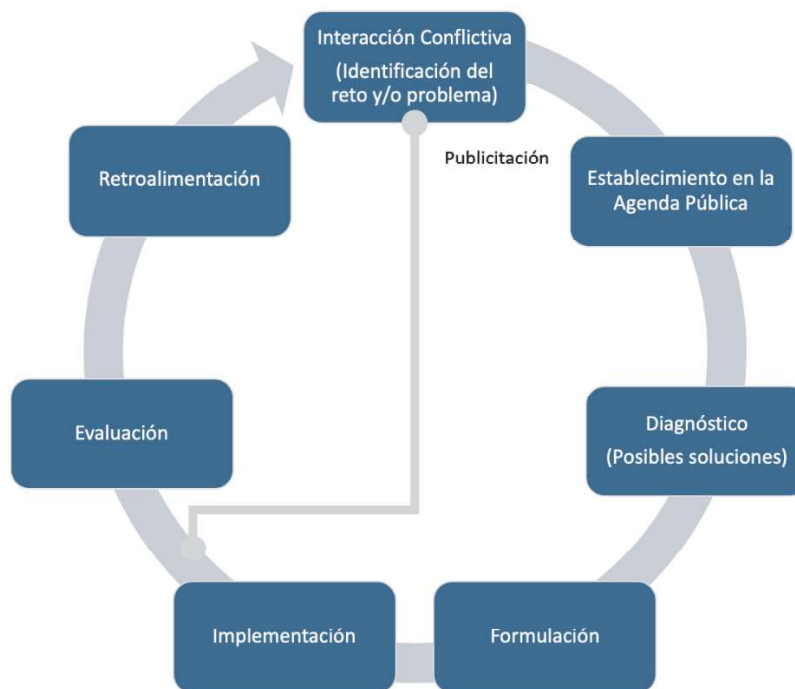 Interacción Conflictiva
(Identificación del
reto y/o problema)
Publicitación
Establecimiento en la
Agenda Pública
Diagnóstico
(Posibles soluciones)
Formulación
Implementación
Evaluación
Retroalimentación